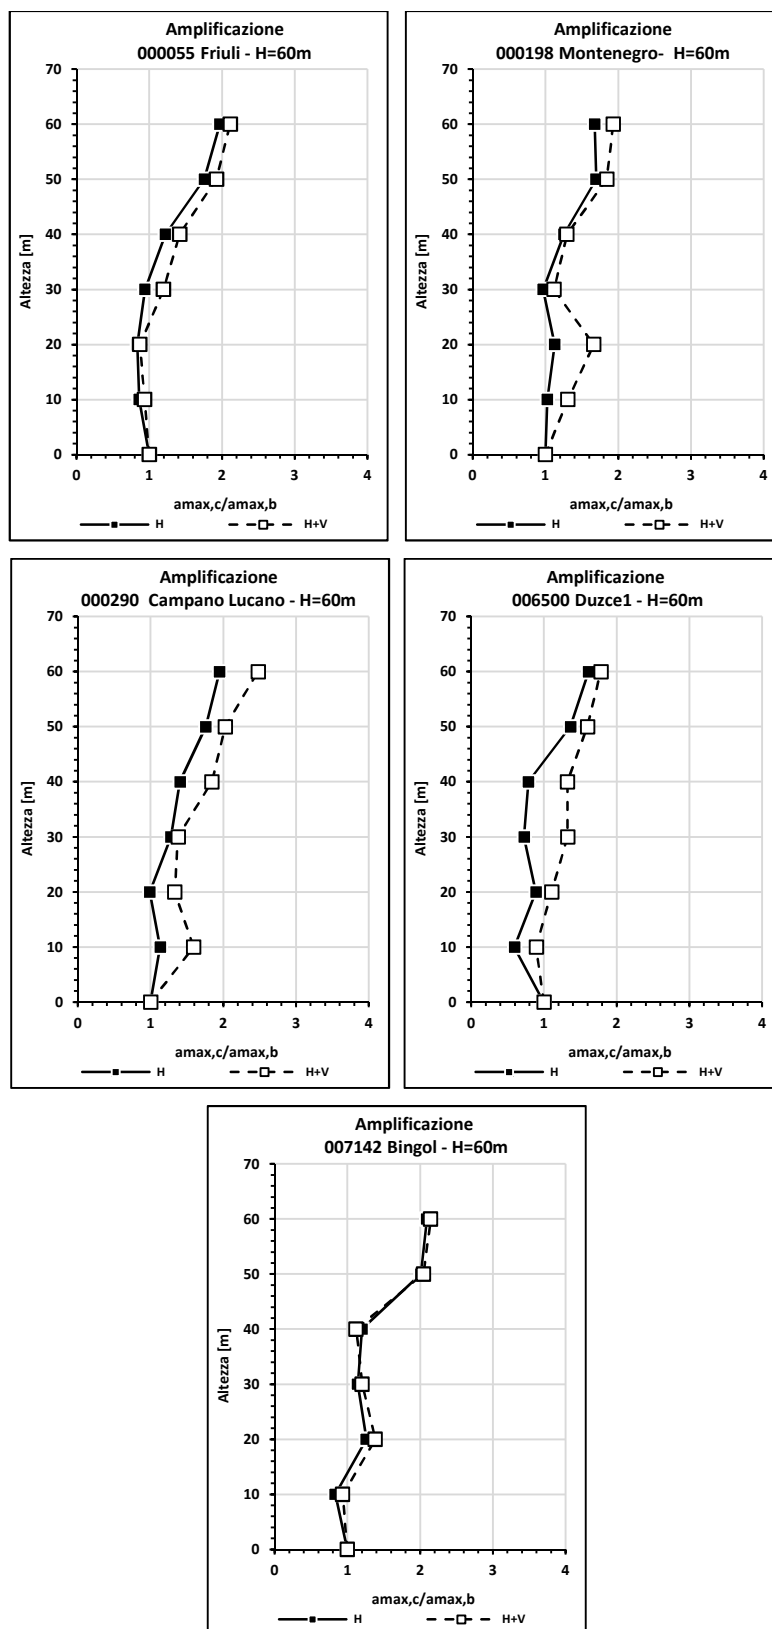 Amplificazione
000055 Friuli - H=60m
70
60
50
40
30
20
10
0
Altezza [m]
0 1 2 3 4
amax,c/amax,b
H H+V
Amplificazione
000198 Montenegro- H=60m
70
60
50
40
30
20
10
0
Altezza [m]
0 1 2 3 4
amax,c/amax,b
H H+V
Amplificazione
000290 Campano Lucano - H=60m
70
60
50
40
30
20
10
0
Altezza [m]
0 1 2 3 4
amax,c/amax,b
H H+V
Amplificazione
006500 Duzce1 - H=60m
70
60
50
40
30
20
10
0
Altezza [m]
0 1 2 3 4
amax,c/amax,b
H H+V
Amplificazione
007142 Bingol - H=60m
70
60
50
40
30
20
10
0
Altezza [m]
0 1 2 3 4
amax,c/amax,b
H H+V